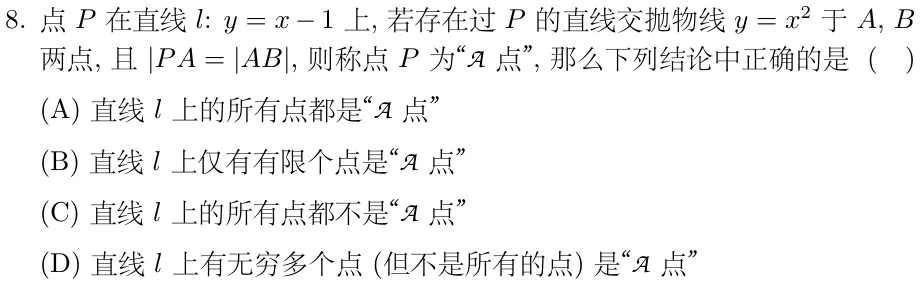 8. 点 P 在直线 l: y = x − 1 上, 若存在过 P 的直线交抛物线 y = x² 于 A, B
两点, 且 |PA = |AB|, 则称点 P 为“𝒜 点”, 那么下列结论中正确的是 ( )
(A) 直线 l 上的所有点都是“𝒜 点”
(B) 直线 l 上仅有有限个点是“𝒜 点”
(C) 直线 l 上的所有点都不是“𝒜 点”
(D) 直线 l 上有无穷多个点 (但不是所有的点) 是“𝒜 点”